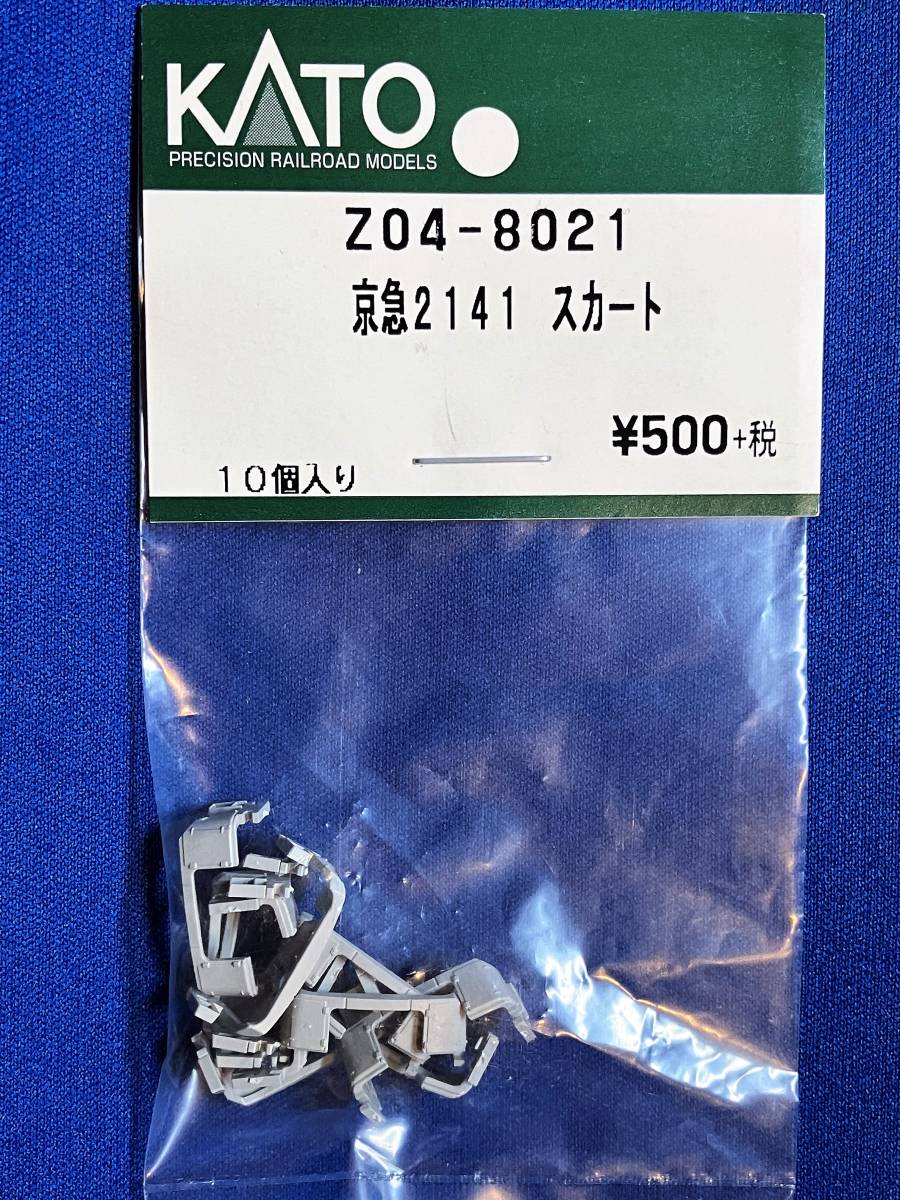 KATO
PRECISION RAILROAD MODELS
Z04-8021
京急2141 スカート
¥500+税
10個入り